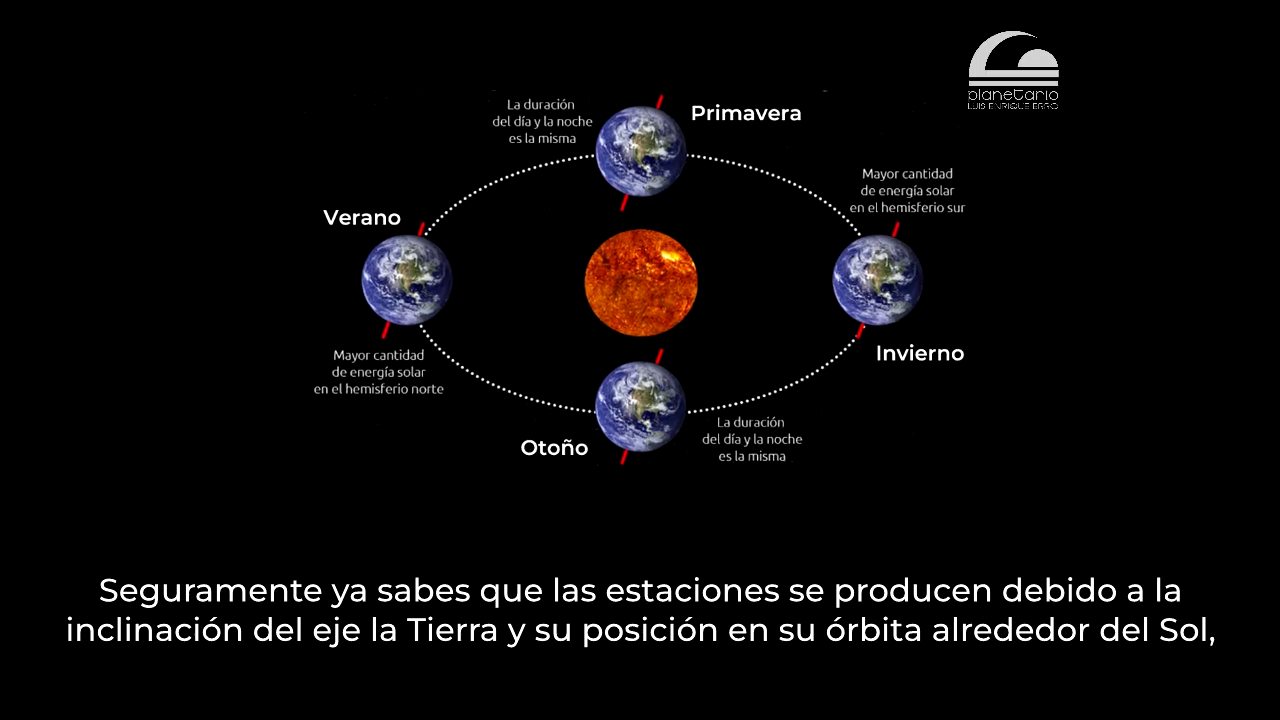 planetario
LUIS ENRIQUE ERRO
La duración
del día y la noche
es la misma
Primavera
Mayor cantidad
de energía solar
en el hemisferio sur
Verano
Mayor cantidad
de energía solar
en el hemisferio norte
Invierno
Otoño
La duración
del día y la noche
es la misma
Seguramente ya sabes que las estaciones se producen debido a la
inclinación del eje la Tierra y su posición en su órbita alrededor del Sol,